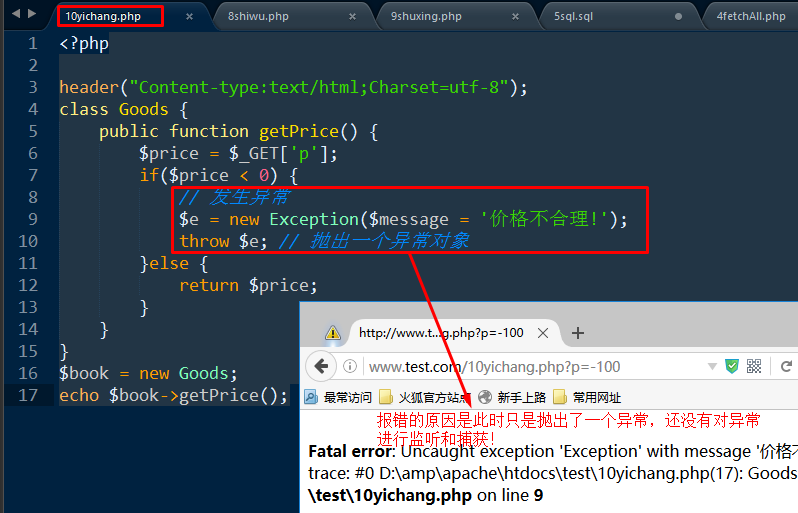 10yichang.php
8shiwu.php
9shuxing.php
5sql.sql
4fetchAll.php
1 <?php
2
3 header("Content-type:text/html;Charset=utf-8");
4 class Goods {
5 public function getPrice() {
6 $price = $_GET['p'];
7 if($price < 0) {
8 // 发生异常
9 $e = new Exception($message = '价格不合理!');
10 throw $e; // 抛出一个异常对象
11 }else {
12 return $price;
13 }
14 }
15 }
16 $book = new Goods;
17 echo $book->getPrice();
http://www.t...g.php?p=-100
www.test.com/10yichang.php?p=-100
最常访问 火狐官方站点 新手上路 常用网址
报错的原因是此时只是抛出了一个异常，还没有对异常
进行监听和捕获！
Fatal error: Uncaught exception 'Exception' with message '价格不
trace: #0 D:\amp\apache\htdocs\test\10yichang.php(17): Goods
\test\10yichang.php on line 9